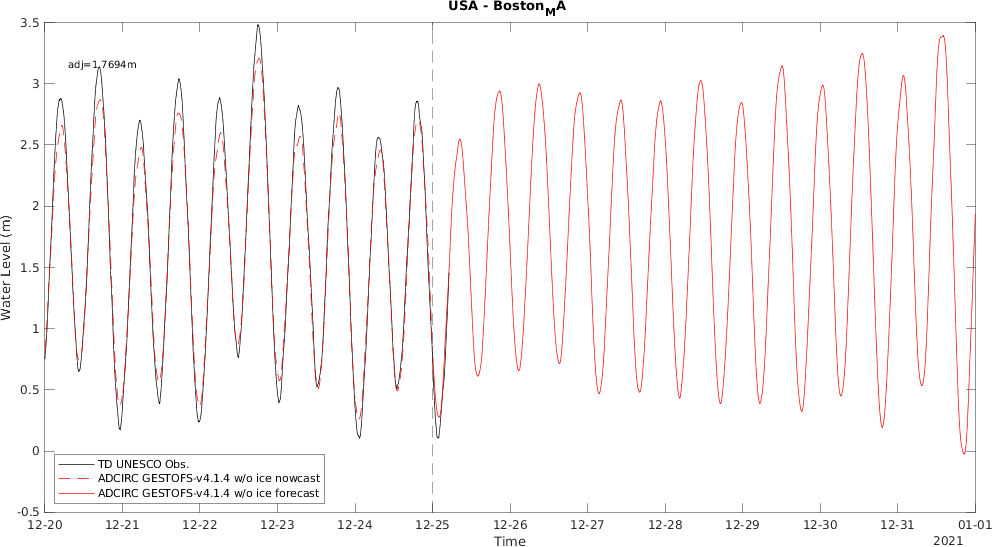 USA - Boston_MA
3.5
adj=1.7694m
3
2.5
2
1.5
1
0.5
0
-0.5
Water Level (m)
TD UNESCO Obs.
ADCIRC GESTOFS-v4.1.4 w/o ice nowcast
ADCIRC GESTOFS-v4.1.4 w/o ice forecast
12-20 12-21 12-22 12-23 12-24 12-25 12-26 12-27 12-28 12-29 12-30 12-31 01-01
Time
2021